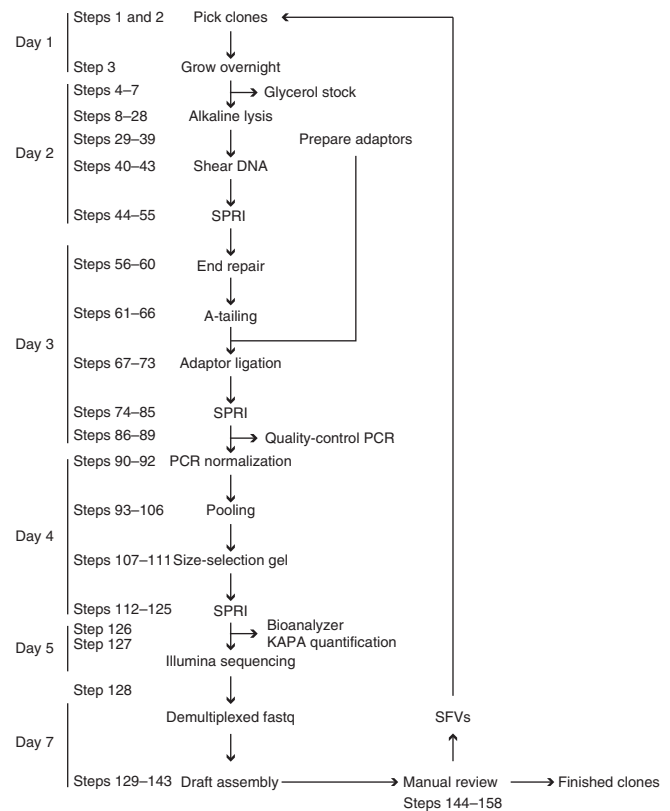 Steps 1 and 2 Pick clones
Day 1
Step 3 Grow overnight
Steps 4–7 Glycerol stock
Steps 8–28 Alkaline lysis
Steps 29–39 Prepare adaptors
Day 2
Steps 40–43 Shear DNA
Steps 44–55 SPRI
Steps 56–60 End repair
Steps 61–66 A-tailing
Day 3
Steps 67–73 Adaptor ligation
Steps 74–85 SPRI
Steps 86–89 Quality-control PCR
Steps 90–92 PCR normalization
Steps 93–106 Pooling
Day 4
Steps 107–111 Size-selection gel
Steps 112–125 SPRI
Step 126 Bioanalyzer
Step 127 KAPA quantification
Day 5
Illumina sequencing
Step 128
Demultiplexed fastq SFVs
Day 7
Steps 129–143 Draft assembly Manual review Finished clones
Steps 144–158